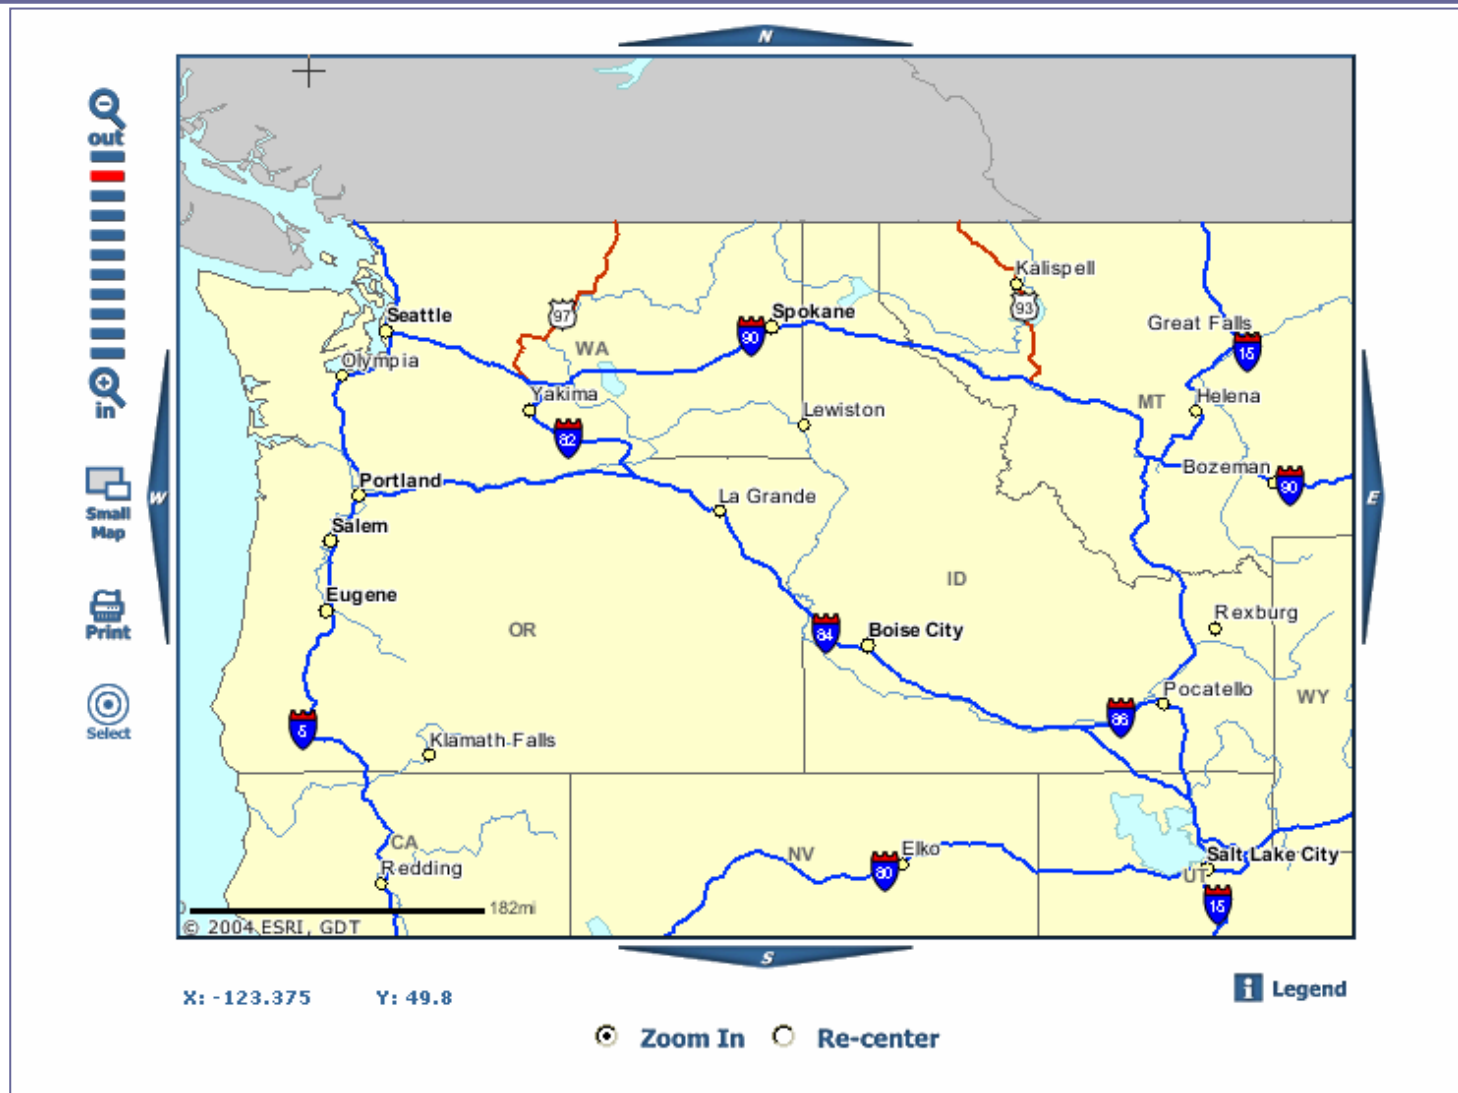 N
out
in
Small
Map
Print
Select
W
E
Kalispell
97
93
Seattle
Spokane
Great Falls
90
15
WA
Olympia
Yakima
MT
Helena
Lewiston
82
Bozeman
90
Portland
La Grande
Salem
ID
Eugene
Rexburg
OR
84
Boise City
Pocatello
WY
86
5
Klamath Falls
CA
NV
Elko
Salt Lake City
Redding
80
UT
15
0 182mi
© 2004 ESRI, GDT
S
X: -123.375 Y: 49.8
Legend
Zoom In Re-center